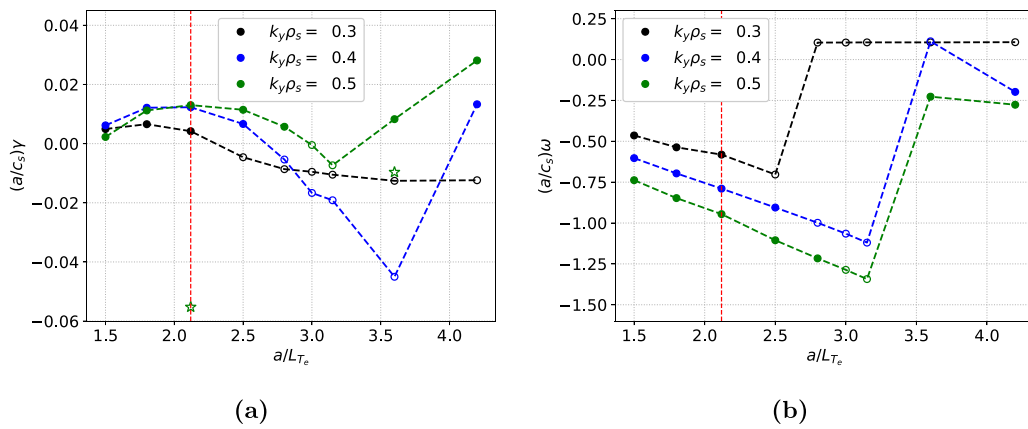 0.04
0.02
0.00
−0.02
−0.04
−0.06
(a/c_s)γ
k_yρ_s = 0.3
k_yρ_s = 0.4
k_yρ_s = 0.5
1.5 2.0 2.5 3.0 3.5 4.0
a/L_{T_e}
(a)
0.00
−0.25
−0.50
−0.75
−1.00
−1.25
−1.50
(a/c_s)ω
k_yρ_s = 0.3
k_yρ_s = 0.4
k_yρ_s = 0.5
1.5 2.0 2.5 3.0 3.5 4.0
a/L_{T_e}
(b)